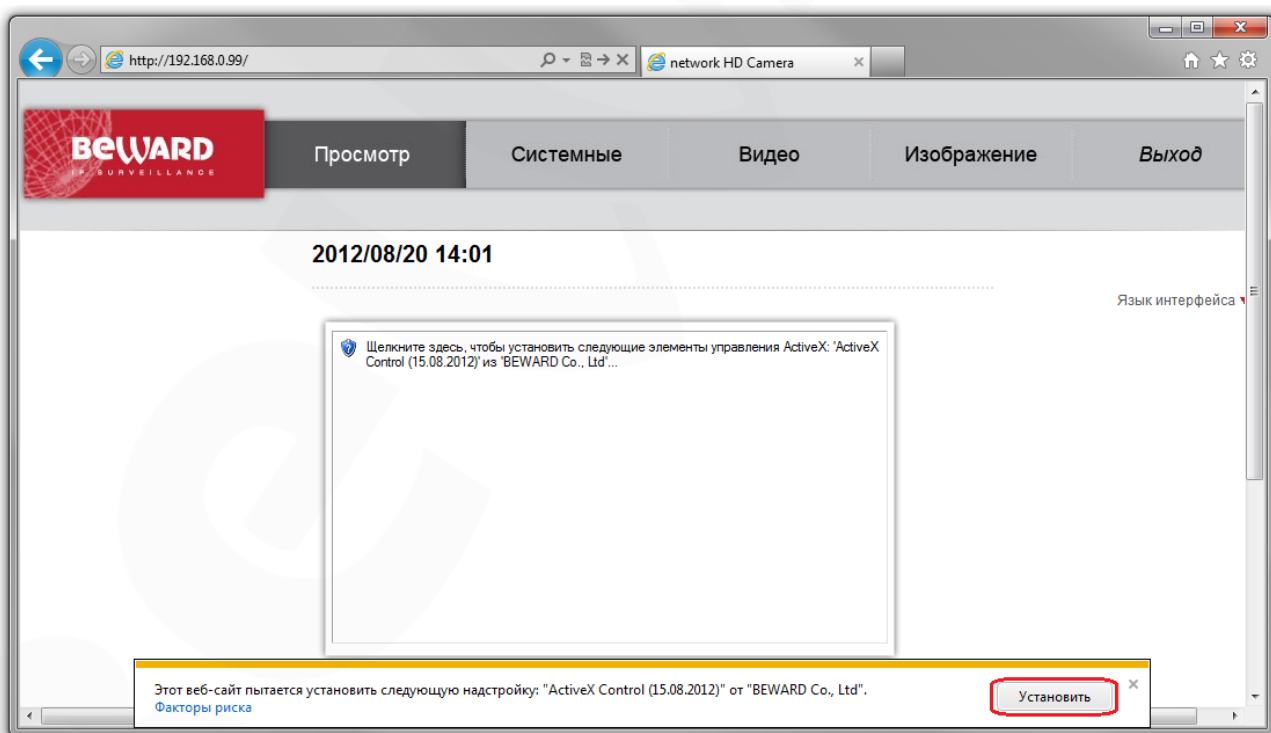 http://192.168.0.99/
network HD Camera
BEWARD
IP SURVEILLANCE
Просмотр
Системные
Видео
Изображение
Выход
2012/08/20 14:01
Язык интерфейса
Щелкните здесь, чтобы установить следующие элементы управления ActiveX: 'ActiveX
Control (15.08.2012)' из 'BEWARD Co., Ltd'...
Этот веб-сайт пытается установить следующую надстройку: "ActiveX Control (15.08.2012)" от "BEWARD Co., Ltd".
Факторы риска
Установить